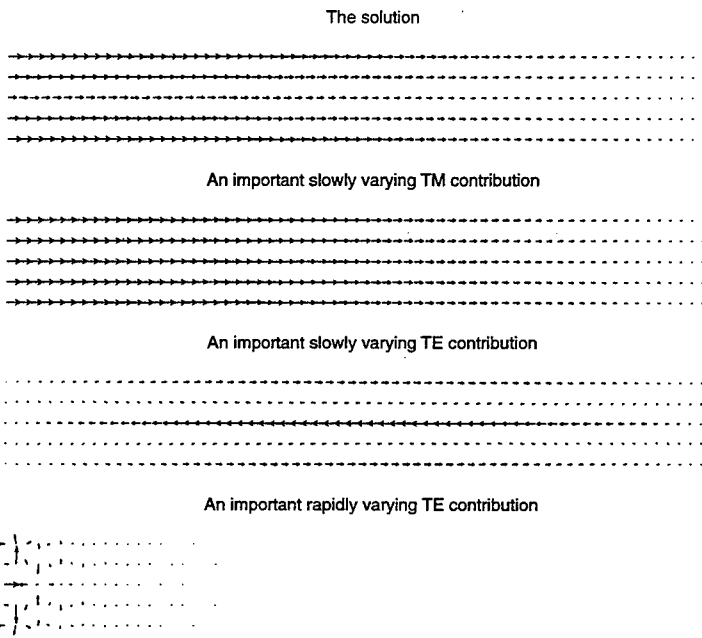 The solution
An important slowly varying TM contribution
An important slowly varying TE contribution
An important rapidly varying TE contribution